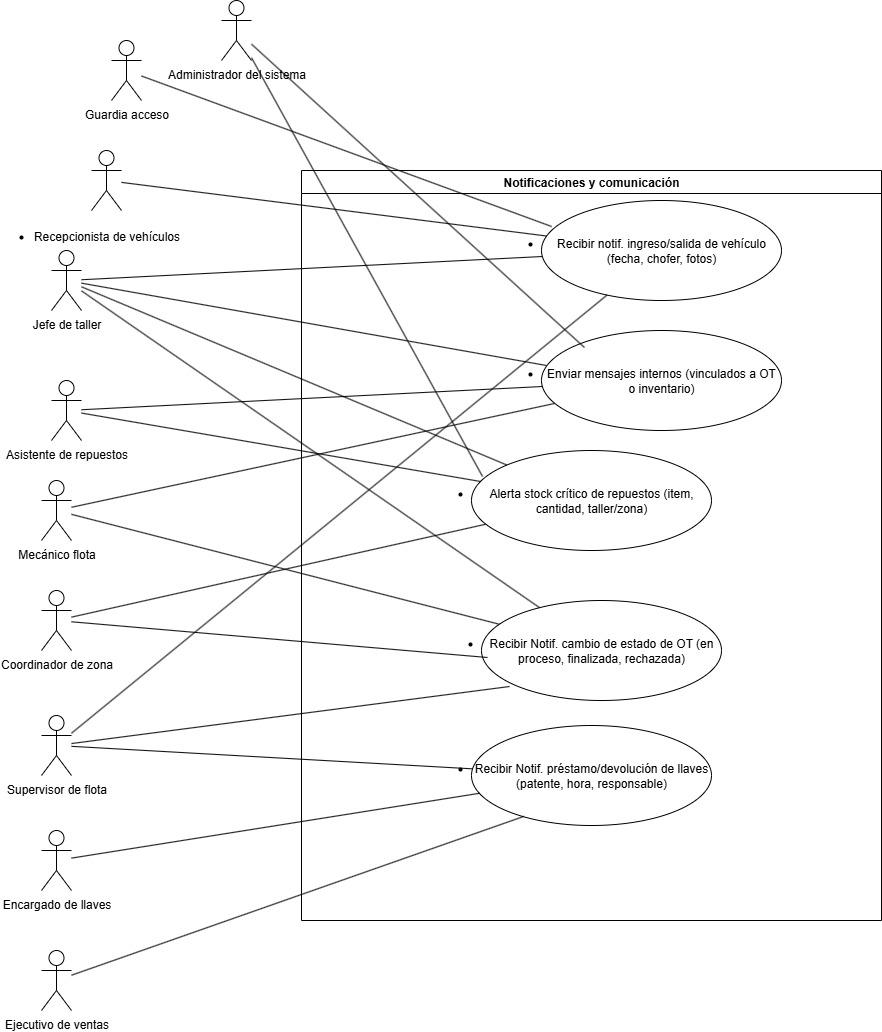 Administrador del sistema
Guardia acceso
Notificaciones y comunicación
• Recepcionista de vehículos
• Recibir notif. ingreso/salida de vehículo
(fecha, chofer, fotos)
Jefe de taller
• Enviar mensajes internos (vinculados a OT
o inventario)
Asistente de repuestos
• Alerta stock crítico de repuestos (item,
cantidad, taller/zona)
Mecánico flota
• Recibir Notif. cambio de estado de OT (en
proceso, finalizada, rechazada)
Coordinador de zona
• Recibir Notif. préstamo/devolución de llaves
(patente, hora, responsable)
Supervisor de flota
Encargado de llaves
Ejecutivo de ventas